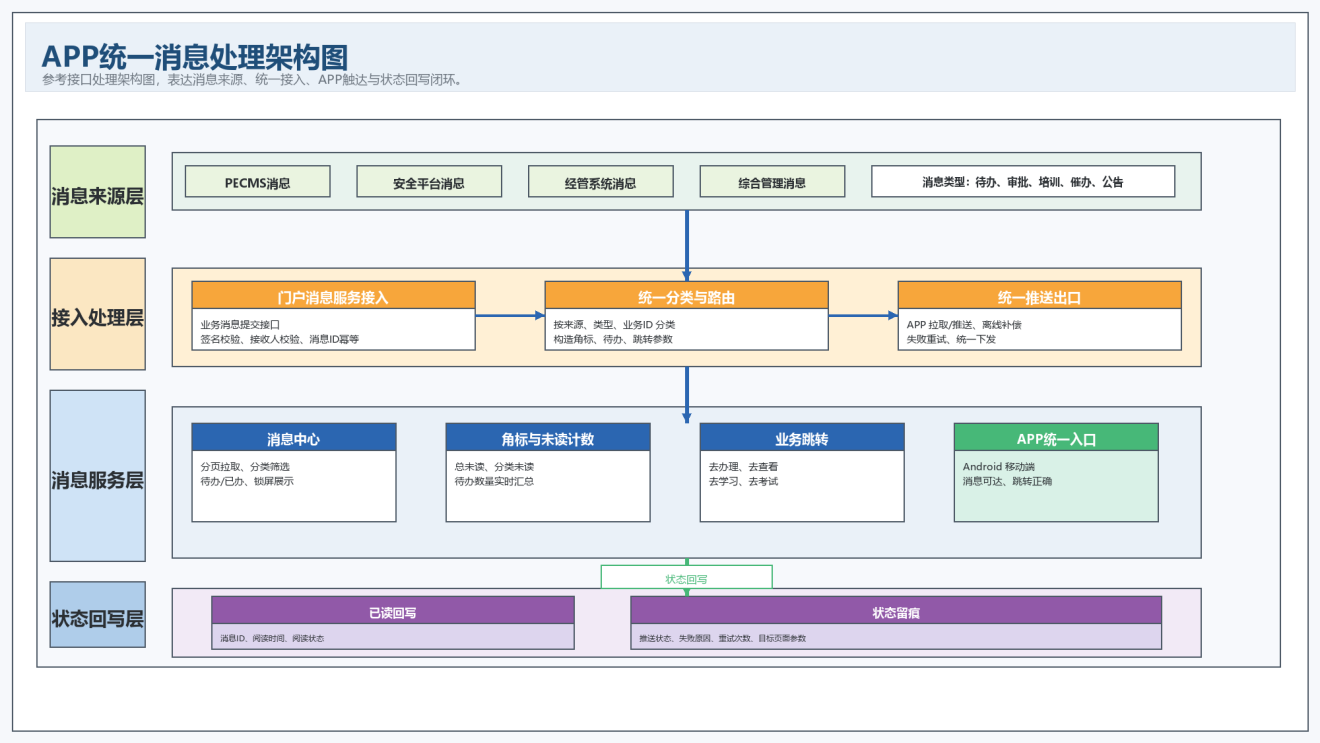 APP统一消息处理架构图
参考接口处理架构图，表达消息来源、统一接入、APP触达与状态回写闭环。
消息来源层
PECMS消息
安全平台消息
经管系统消息
综合管理消息
消息类型：待办、审批、培训、催办、公告
接入处理层
门户消息服务接入
业务消息提交接口
签名校验、接收人校验、消息ID幂等
统一分类与路由
按来源、类型、业务ID 分类
构造角标、待办、跳转参数
统一推送出口
APP 拉取/推送、离线补偿
失败重试、统一下发
消息服务层
消息中心
分页拉取、分类筛选
待办/已办、锁屏展示
角标与未读计数
总未读、分类未读
待办数量实时汇总
业务跳转
去办理、去查看
去学习、去考试
APP统一入口
Android 移动端
消息可达、跳转正确
状态回写
状态回写层
已读回写
消息ID、阅读时间、阅读状态
状态留痕
推送状态、失败原因、重试次数、目标页面参数